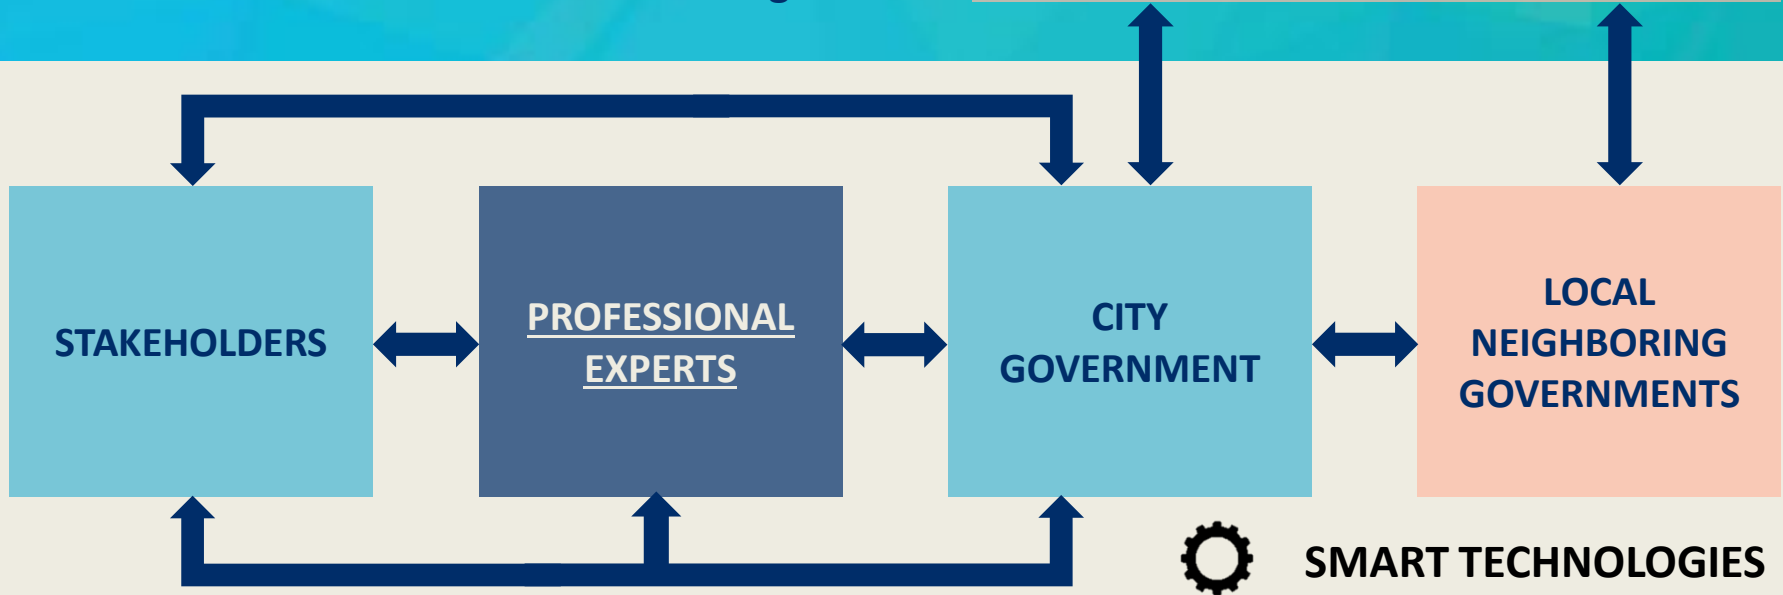 STAKEHOLDERS
PROFESSIONAL
EXPERTS
CITY
GOVERNMENT
LOCAL
NEIGHBORING
GOVERNMENTS
SMART TECHNOLOGIES